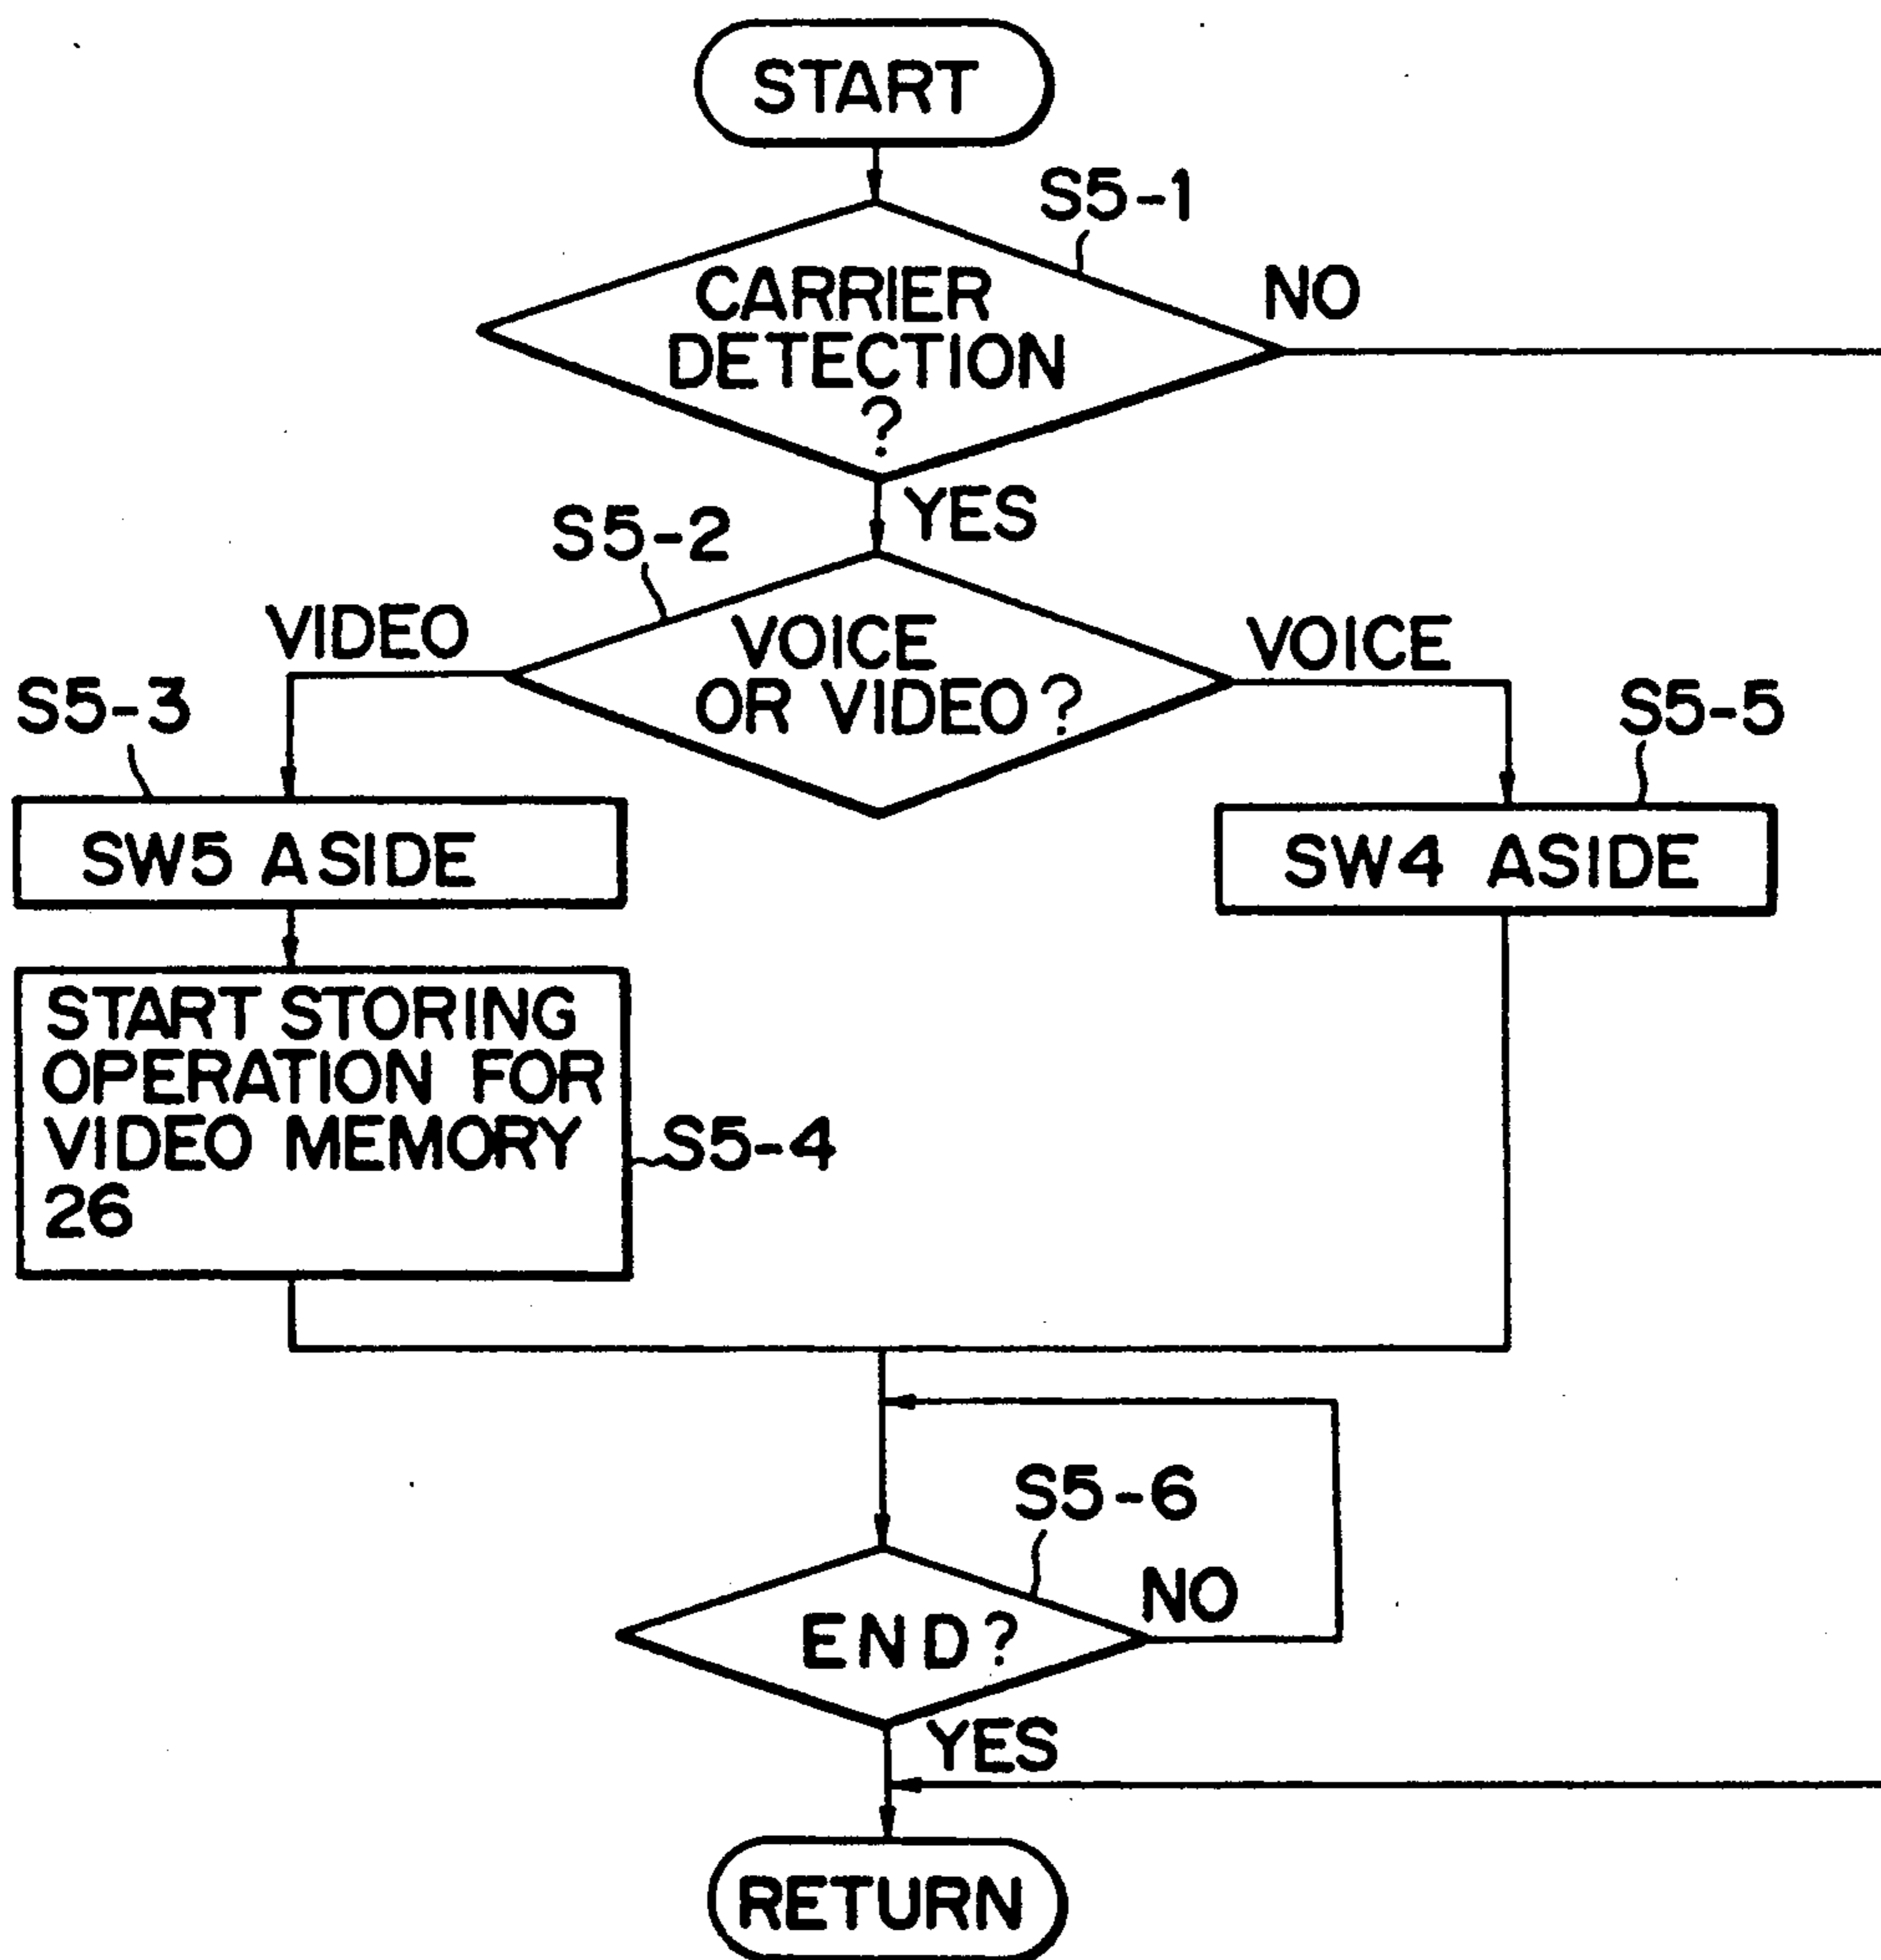 START
S5-1
CARRIER
DETECTION
?
NO
YES
S5-2
VIDEO
VOICE
OR VIDEO?
VOICE
S5-3
S5-5
SW5 ASIDE
SW4 ASIDE
START STORING
OPERATION FOR
VIDEO MEMORY
26
S5-4
S5-6
NO
END?
YES
RETURN